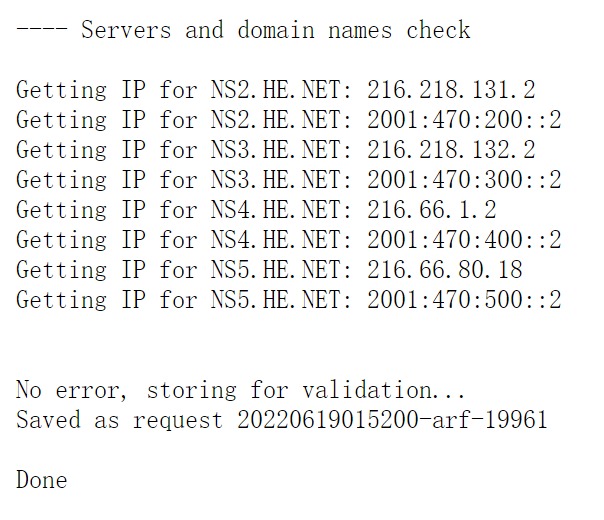 ---- Servers and domain names check
Getting IP for NS2.HE.NET: 216.218.131.2
Getting IP for NS2.HE.NET: 2001:470:200::2
Getting IP for NS3.HE.NET: 216.218.132.2
Getting IP for NS3.HE.NET: 2001:470:300::2
Getting IP for NS4.HE.NET: 216.66.1.2
Getting IP for NS4.HE.NET: 2001:470:400::2
Getting IP for NS5.HE.NET: 216.66.80.18
Getting IP for NS5.HE.NET: 2001:470:500::2
No error, storing for validation...
Saved as request 20220619015200-arf-19961
Done